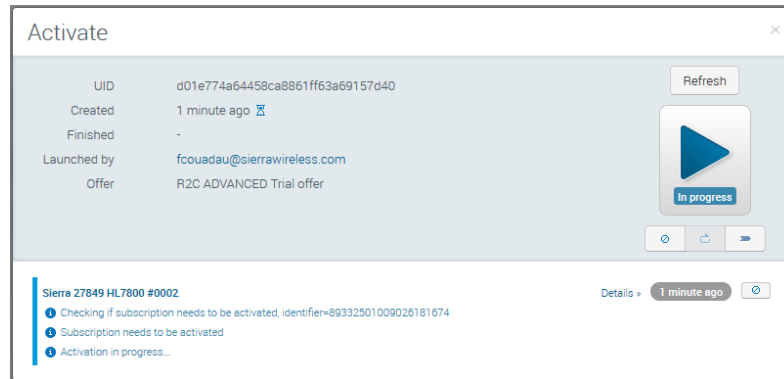 Activate
UID d01e774a64458ca8861ff63a69157d40
Created 1 minute ago
Finished -
Launched by fcouadau@sierrawireless.com
Offer R2C ADVANCED Trial offer
Refresh
In progress
Sierra 27849 HL7800 #0002
Details » 1 minute ago
Checking if subscription needs to be activated, identifier=89332501009026181674
Subscription needs to be activated
Activation in progress...